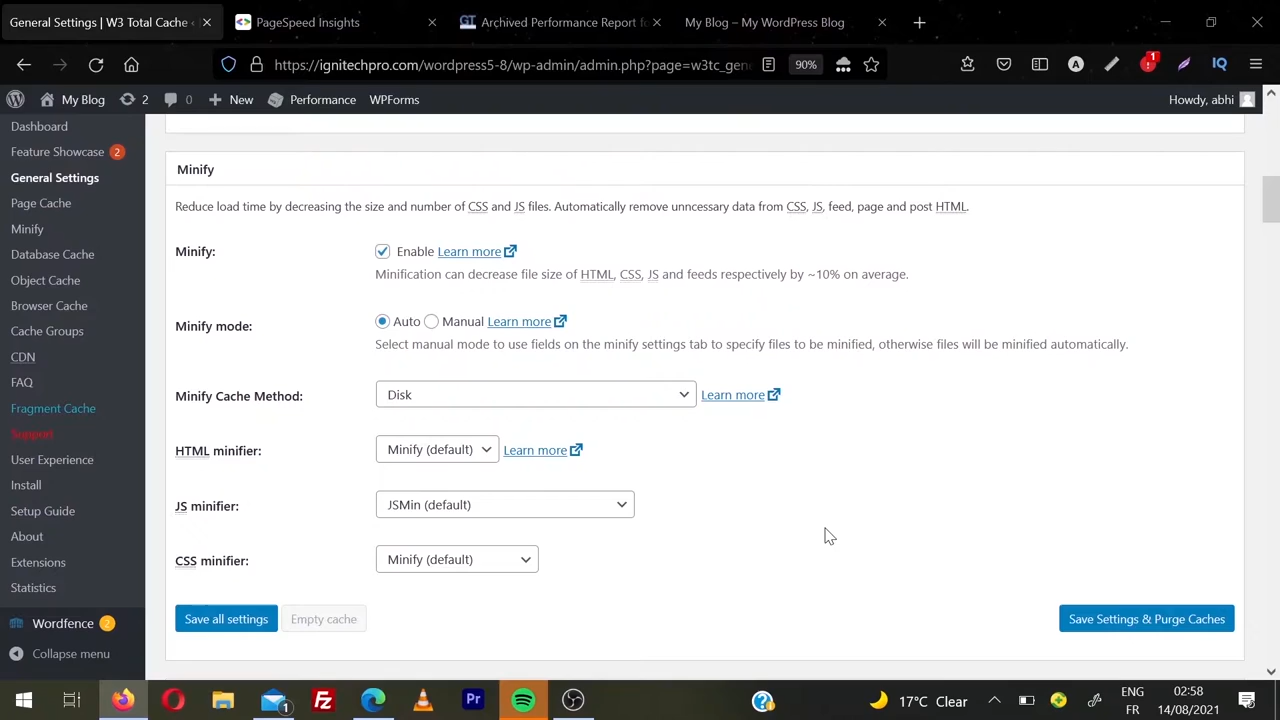 General Settings | W3 Total Cache
PageSpeed Insights
GT Archived Performance Report fo
My Blog – My WordPress Blog
https://ignitechpro.com/wordpress5-8/wp-admin/admin.php?page=w3tc_gene
90%
A
1
IQ
My Blog
2
0
New
Performance
WPForms
Howdy, abhi
Dashboard
Feature Showcase 2
General Settings
Page Cache
Minify
Database Cache
Object Cache
Browser Cache
Cache Groups
CDN
FAQ
Fragment Cache
Support
User Experience
Install
Setup Guide
About
Extensions
Statistics
Wordfence 2
Collapse menu
Minify
Reduce load time by decreasing the size and number of CSS and JS files. Automatically remove unncessary data from CSS, JS, feed, page and post HTML.
Minify:
Enable Learn more
Minification can decrease file size of HTML, CSS, JS and feeds respectively by ~10% on average.
Minify mode:
Auto Manual Learn more
Select manual mode to use fields on the minify settings tab to specify files to be minified, otherwise files will be minified automatically.
Minify Cache Method:
Disk
Learn more
HTML minifier:
Minify (default)
Learn more
JS minifier:
JSMin (default)
CSS minifier:
Minify (default)
Save all settings
Empty cache
Save Settings & Purge Caches
1
Fz
Pr
17°C Clear
ENG
FR
02:58
14/08/2021